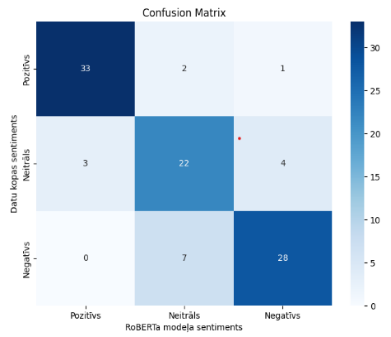 Confusion Matrix
Pozitīvs
33
2
1
Neitrāls
3
22
4
Negatīvs
0
7
28
Pozitīvs
Neitrāls
Negatīvs
Datu kopas sentiments
RoBERTa modeļa sentiments
30
25
20
15
10
5
0